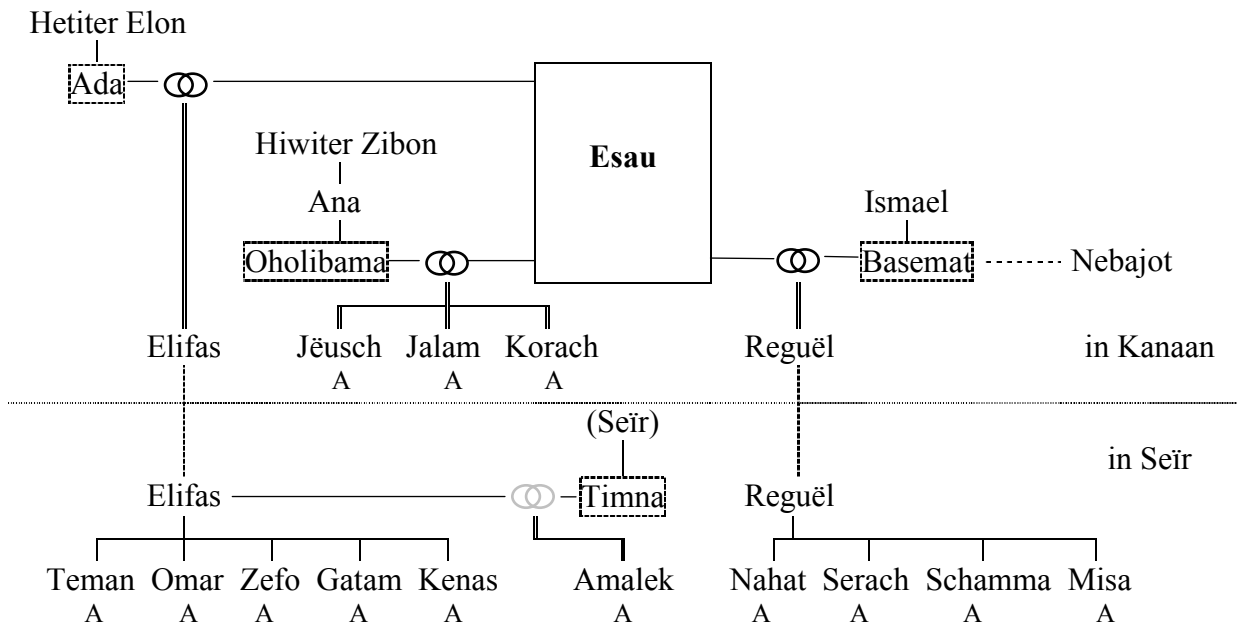 Hetiter Elon
Ada
Hiwiter Zibon
Esau
Ana
Ismael
Oholibama
Basemat
Nebajot
Elifas Jëusch Jalam Korach Reguël in Kanaan
A A A
(Seïr)
in Seïr
Elifas Timna Reguël
Teman Omar Zefo Gatam Kenas Amalek Nahat Serach Schamma Misa
A A A A A A A A A A